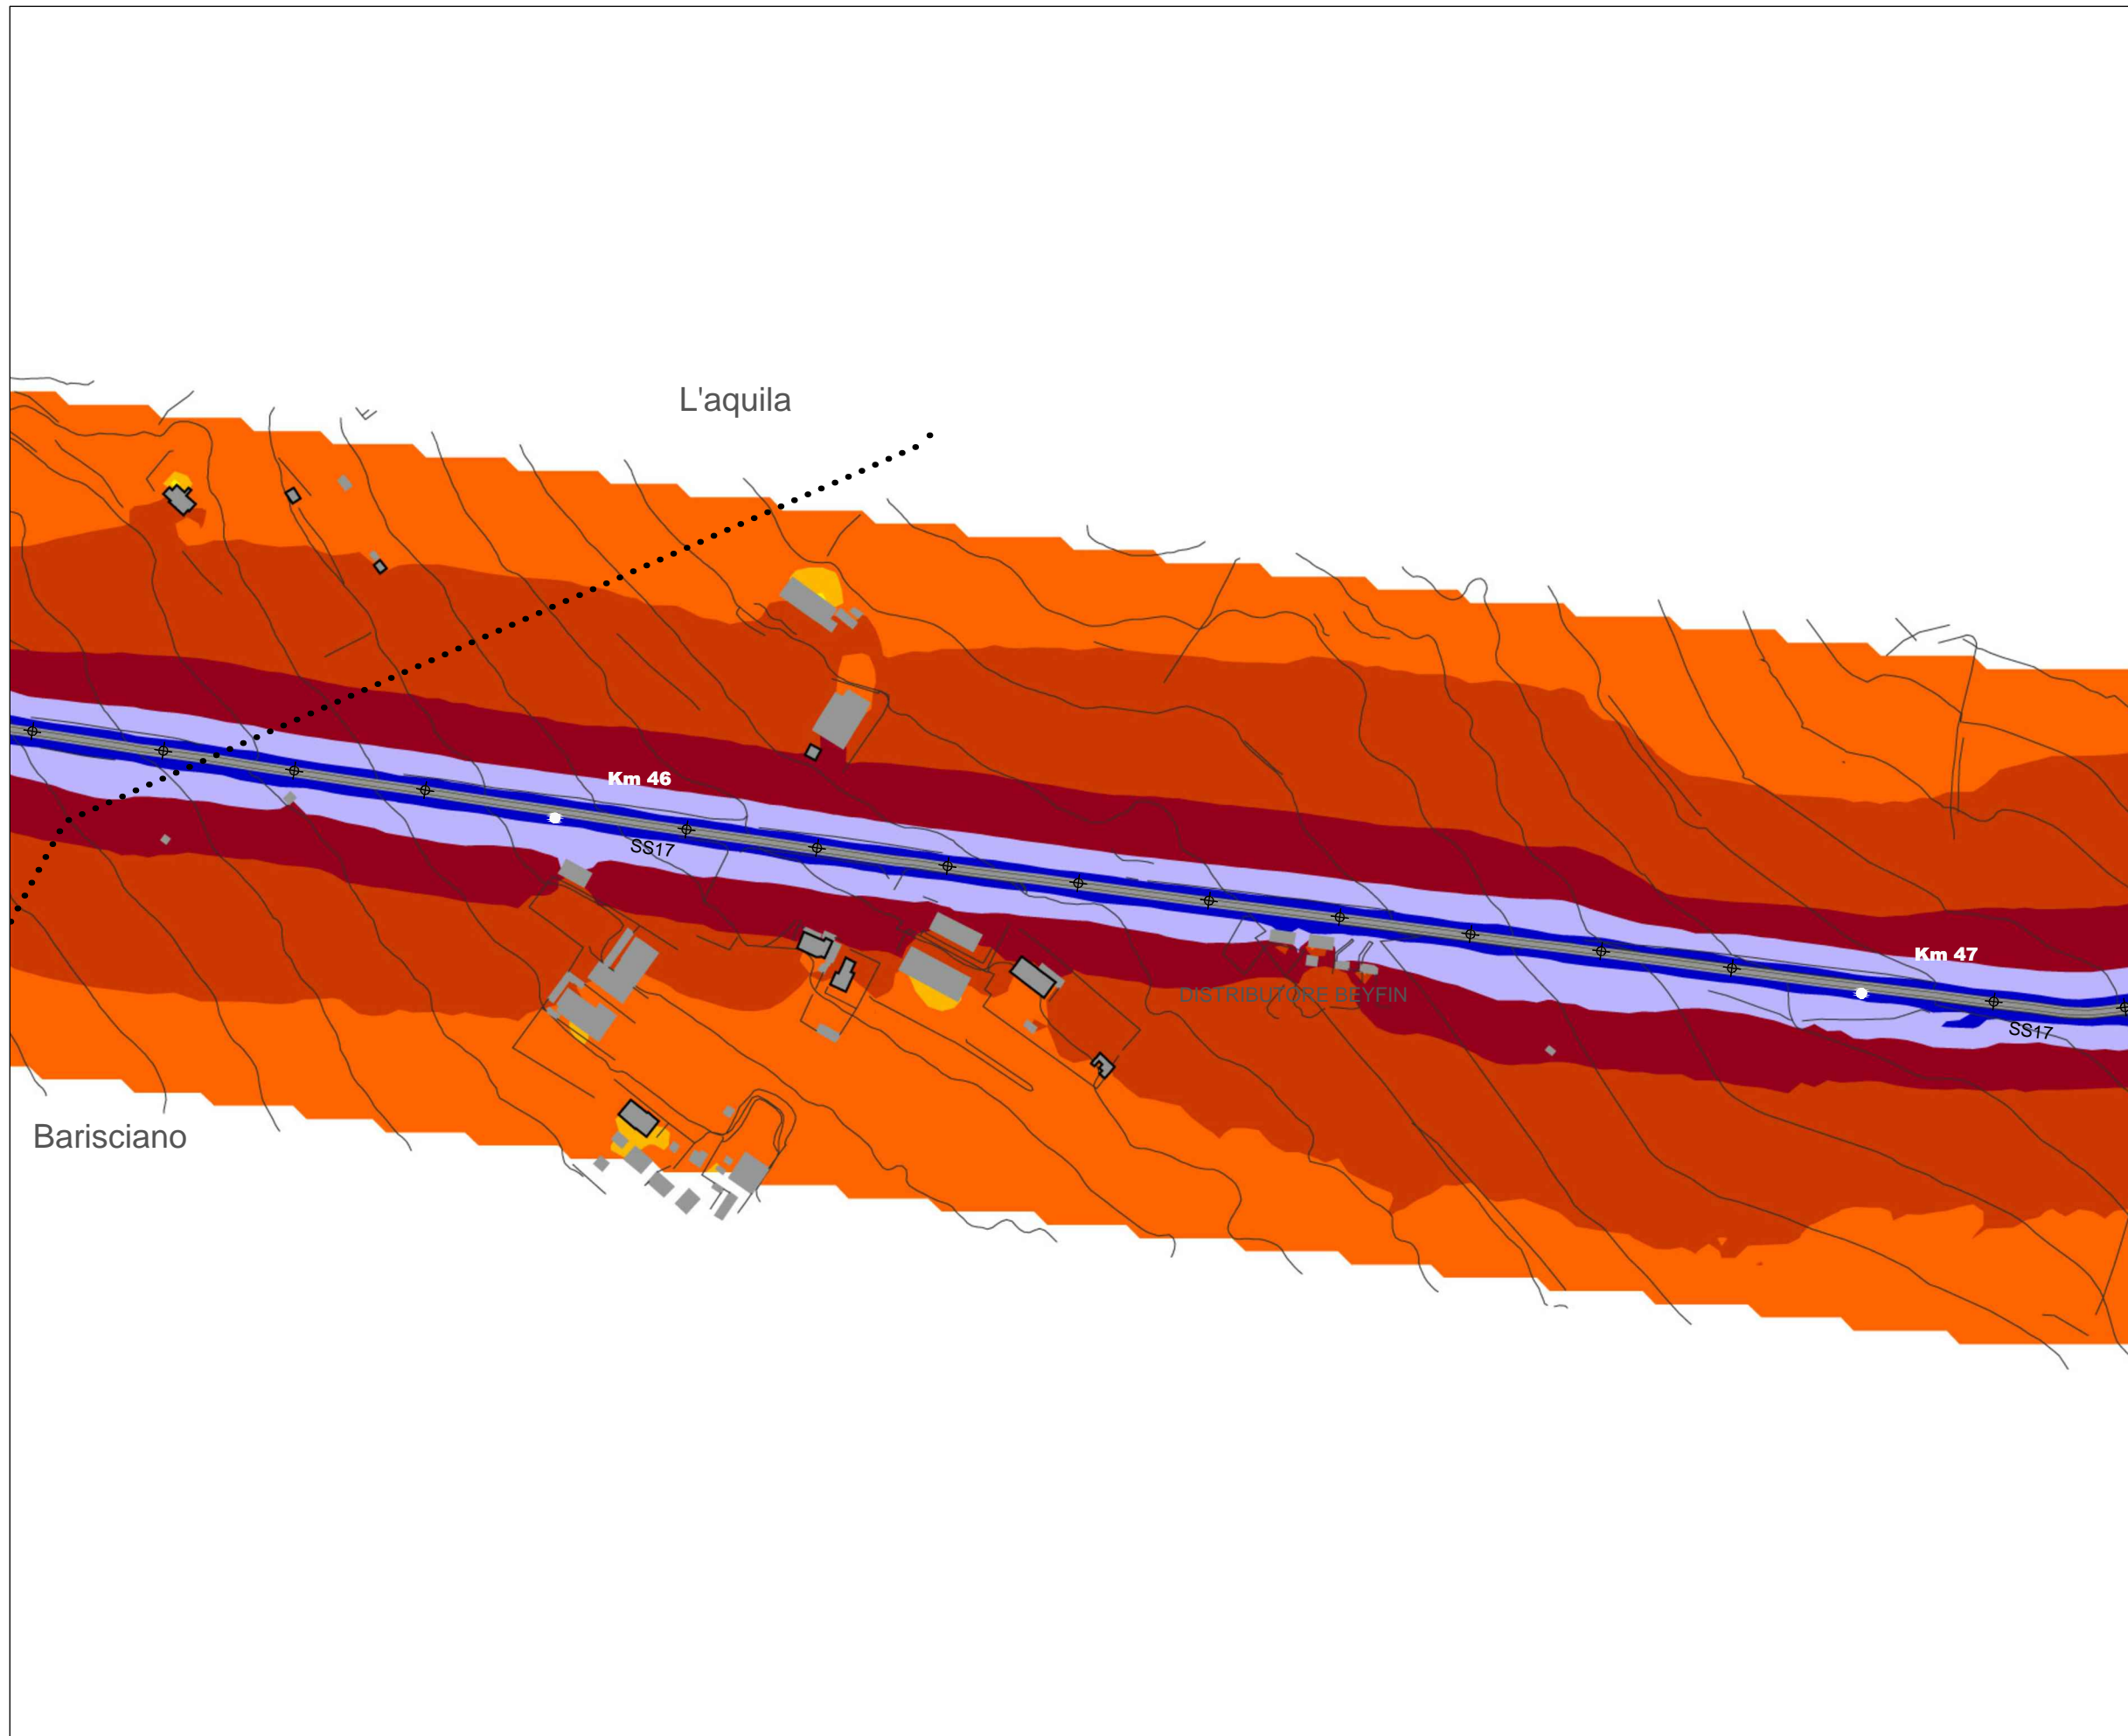 L'aquila
Km 46
SS17
Km 47
DISTRIBUTORE BEYFIN
SS17
Barisciano